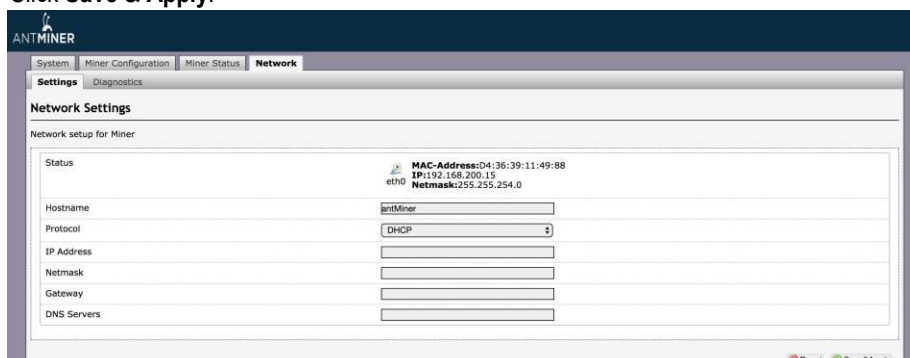 Click Save & Apply.
ANTMINER
System Miner Configuration Miner Status Network
Settings Diagnostics
Network Settings
Network setup for Miner
Status
MAC-Address:D4:36:39:11:49:88
IP:192.168.200.15
eth0 Netmask:255.255.254.0
Hostname antMiner
Protocol DHCP
IP Address
Netmask
Gateway
DNS Servers